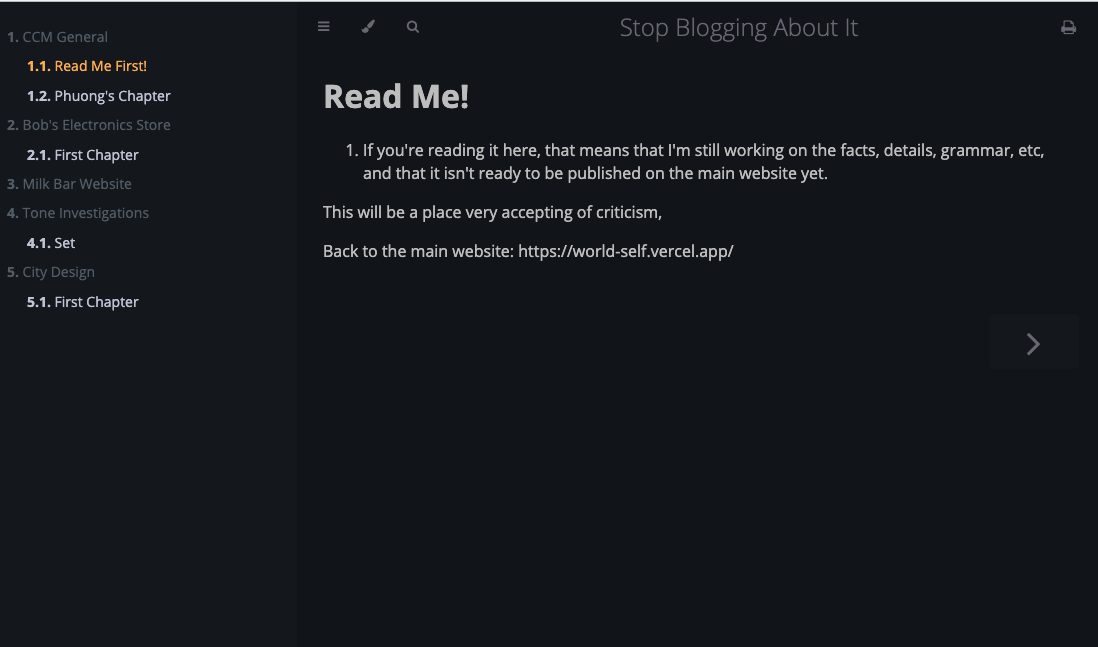 1. CCM General
1.1. Read Me First!
1.2. Phuong's Chapter
2. Bob's Electronics Store
2.1. First Chapter
3. Milk Bar Website
4. Tone Investigations
4.1. Set
5. City Design
5.1. First Chapter
Stop Blogging About It
Read Me!
1. If you're reading it here, that means that I'm still working on the facts, details, grammar, etc,
and that it isn't ready to be published on the main website yet.
This will be a place very accepting of criticism,
Back to the main website: https://world-self.vercel.app/